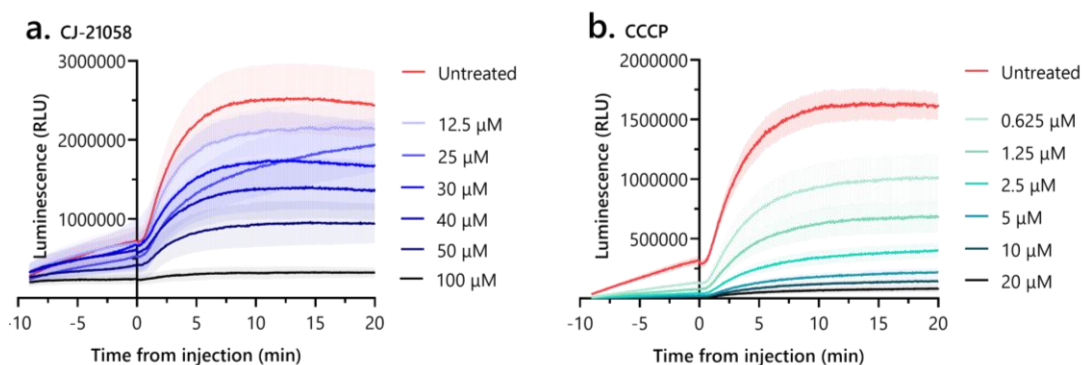 a. CJ-21058
3000000
2000000
1000000
Luminescence (RLU)
-10 -5 0 5 10 15 20
Time from injection (min)
Untreated
12.5 μM
25 μM
30 μM
40 μM
50 μM
100 μM
b. CCCP
2000000
1500000
1000000
500000
Luminescence (RLU)
-10 -5 0 5 10 15 20
Time from injection (min)
Untreated
0.625 μM
1.25 μM
2.5 μM
5 μM
10 μM
20 μM